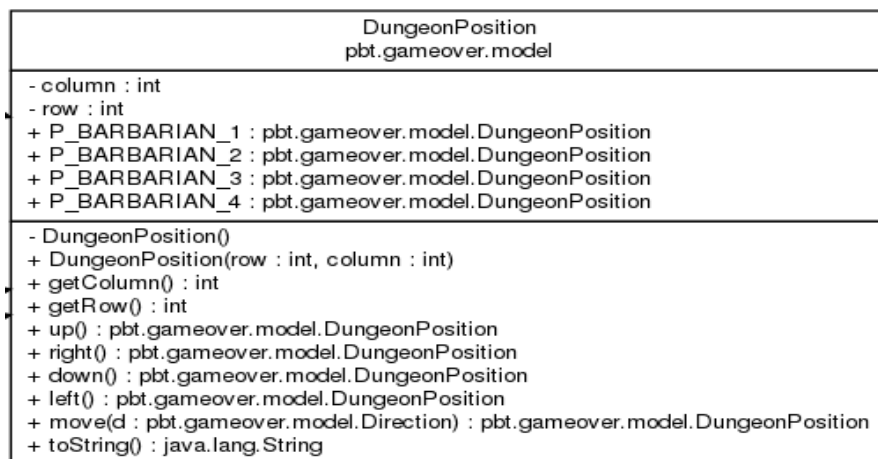 DungeonPosition
pbt.gameover.model
- column : int
- row : int
+ P_BARBARIAN_1 : pbt.gameover.model.DungeonPosition
+ P_BARBARIAN_2 : pbt.gameover.model.DungeonPosition
+ P_BARBARIAN_3 : pbt.gameover.model.DungeonPosition
+ P_BARBARIAN_4 : pbt.gameover.model.DungeonPosition
- DungeonPosition()
+ DungeonPosition(row : int, column : int)
+ getColumn() : int
+ getRow() : int
+ up() : pbt.gameover.model.DungeonPosition
+ right() : pbt.gameover.model.DungeonPosition
+ down() : pbt.gameover.model.DungeonPosition
+ left() : pbt.gameover.model.DungeonPosition
+ move(d : pbt.gameover.model.Direction) : pbt.gameover.model.DungeonPosition
+ toString() : java.lang.String